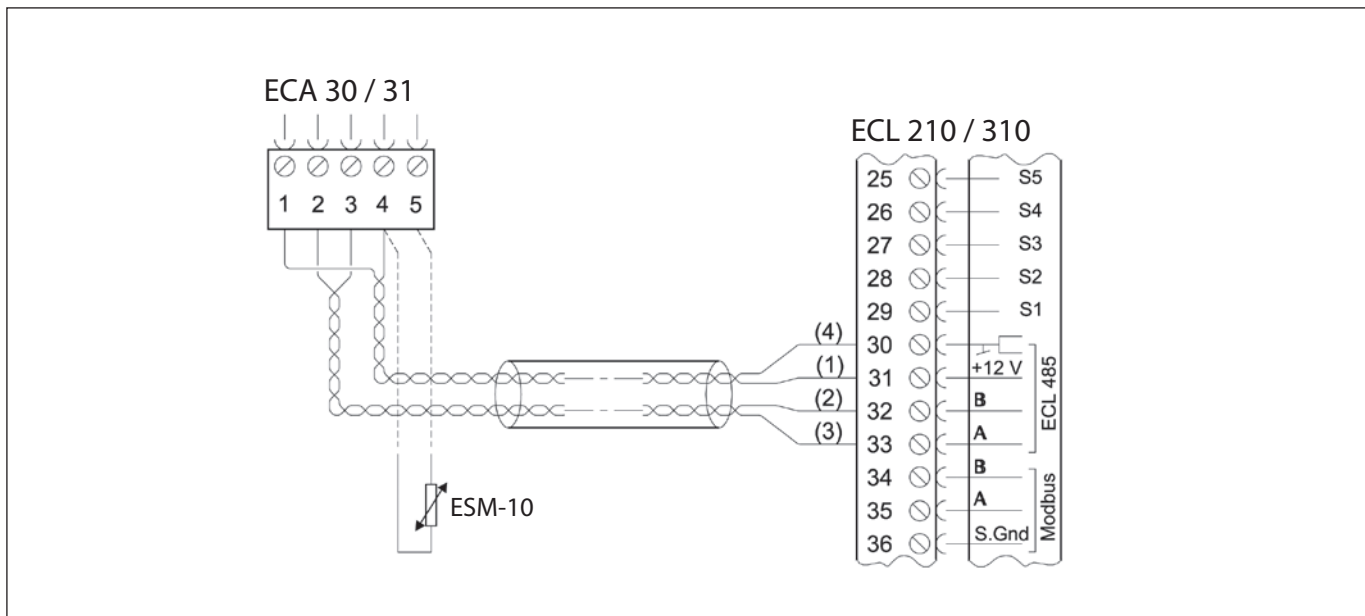 ECA 30 / 31
1 2 3 4 5
ECL 210 / 310
25 S5
26 S4
27 S3
28 S2
29 S1
(4) 30
(1) 31 +12 V
(2) 32 B
(3) 33 A
ECL 485
34 B
35 A
36 S.Gnd
Modbus
ESM-10